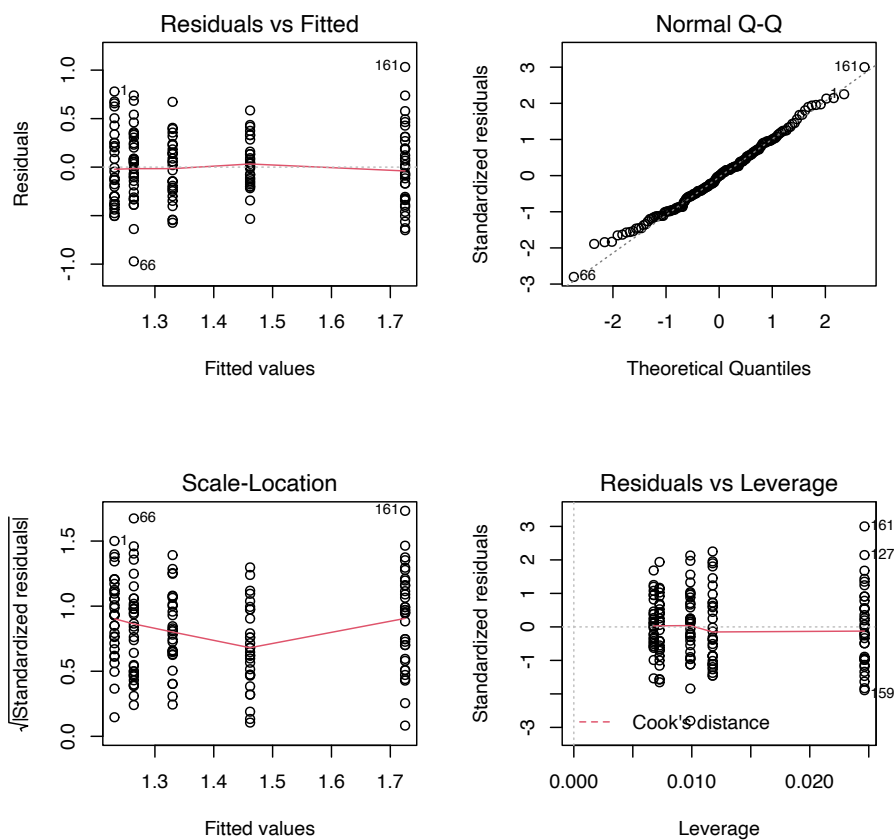 Residuals vs Fitted
Residuals
1.0
0.5
0.0
-1.0
1
66
161
1.3 1.4 1.5 1.6 1.7
Fitted values
Normal Q-Q
Standardized residuals
3
2
1
0
-1
-2
-3
161
1
66
-2 -1 0 1 2
Theoretical Quantiles
Scale-Location
√|Standardized residuals|
1.5
1.0
0.5
0.0
66
1
161
1.3 1.4 1.5 1.6 1.7
Fitted values
Residuals vs Leverage
Standardized residuals
3
2
1
0
-1
-3
161
127
159
Cook's distance
0.000 0.010 0.020
Leverage